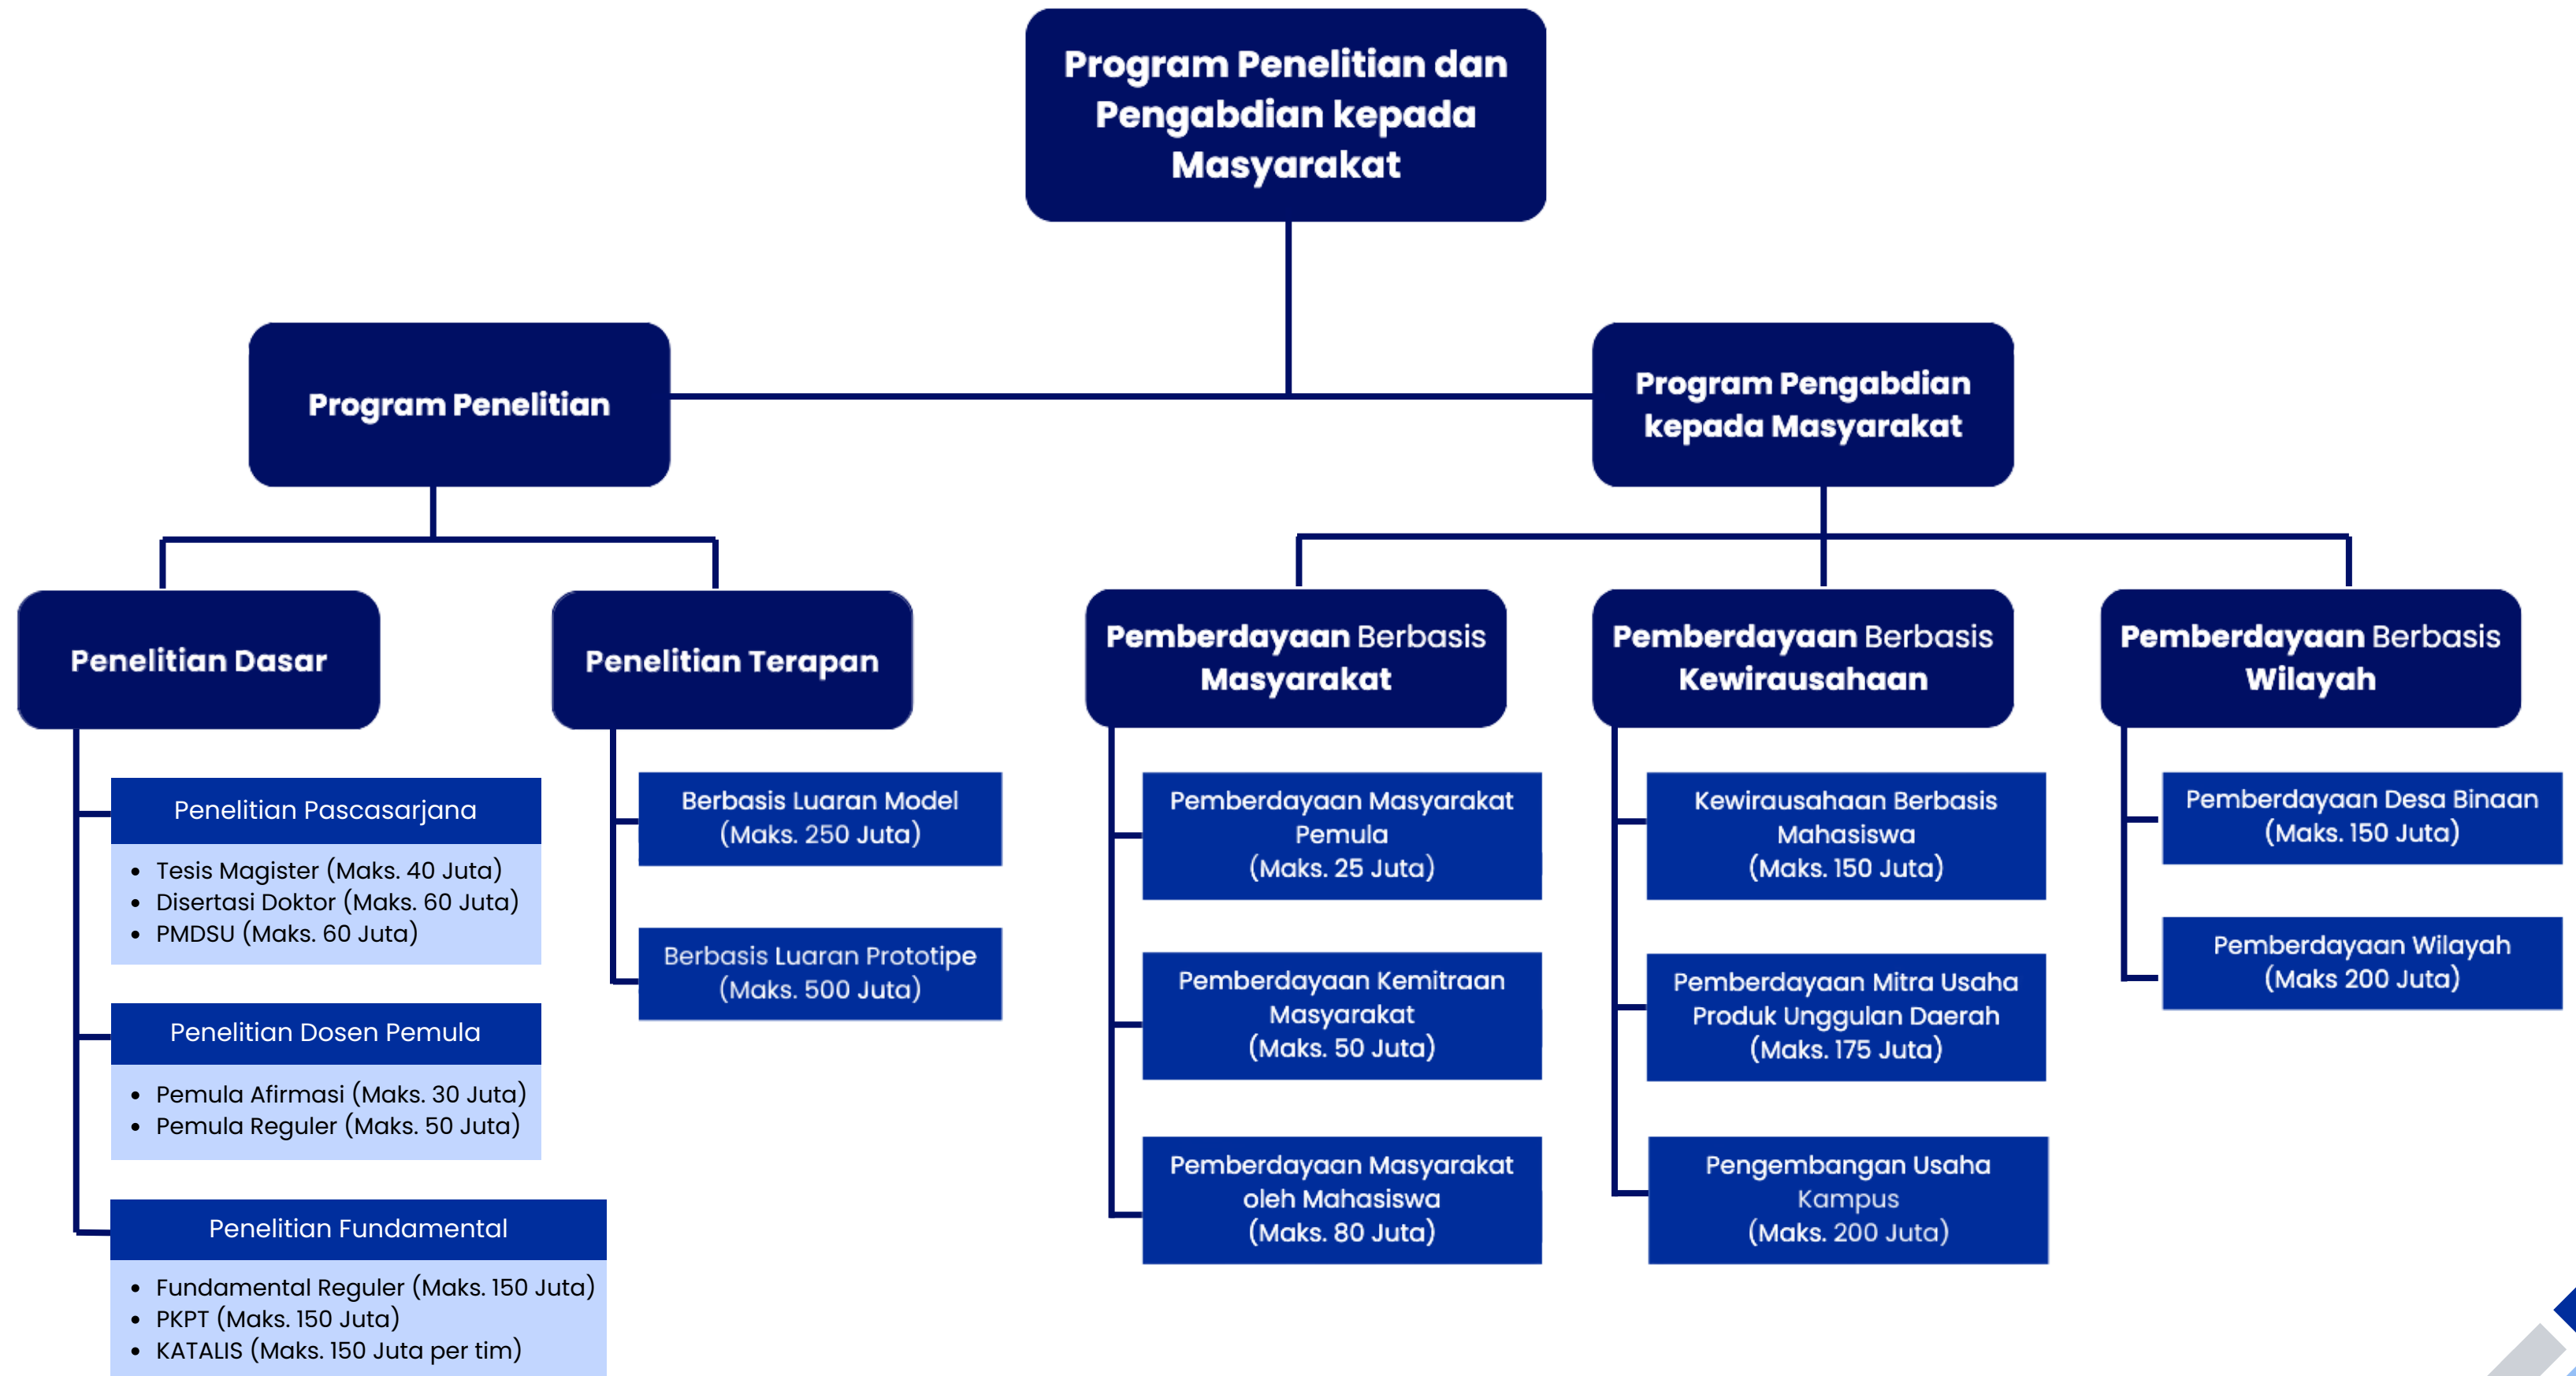 Program Penelitian dan
Pengabdian kepada
Masyarakat
Program Penelitian
Program Pengabdian
kepada Masyarakat
Penelitian Dasar
Penelitian Pascasarjana
• Tesis Magister (Maks. 40 Juta)
• Disertasi Doktor (Maks. 60 Juta)
• PMDSU (Maks. 60 Juta)
Penelitian Dosen Pemula
• Pemula Afirmasi (Maks. 30 Juta)
• Pemula Reguler (Maks. 50 Juta)
Penelitian Fundamental
• Fundamental Reguler (Maks. 150 Juta)
• PKPT (Maks. 150 Juta)
• KATALIS (Maks. 150 Juta per tim)
Penelitian Terapan
Berbasis Luaran Model
(Maks. 250 Juta)
Berbasis Luaran Prototipe
(Maks. 500 Juta)
Pemberdayaan Berbasis
Masyarakat
Pemberdayaan Masyarakat
Pemula
(Maks. 25 Juta)
Pemberdayaan Kemitraan
Masyarakat
(Maks. 50 Juta)
Pemberdayaan Masyarakat
oleh Mahasiswa
(Maks. 80 Juta)
Pemberdayaan Berbasis
Kewirausahaan
Kewirausahaan Berbasis
Mahasiswa
(Maks. 150 Juta)
Pemberdayaan Mitra Usaha
Produk Unggulan Daerah
(Maks. 175 Juta)
Pengembangan Usaha
Kampus
(Maks. 200 Juta)
Pemberdayaan Berbasis
Wilayah
Pemberdayaan Desa Binaan
(Maks. 150 Juta)
Pemberdayaan Wilayah
(Maks 200 Juta)